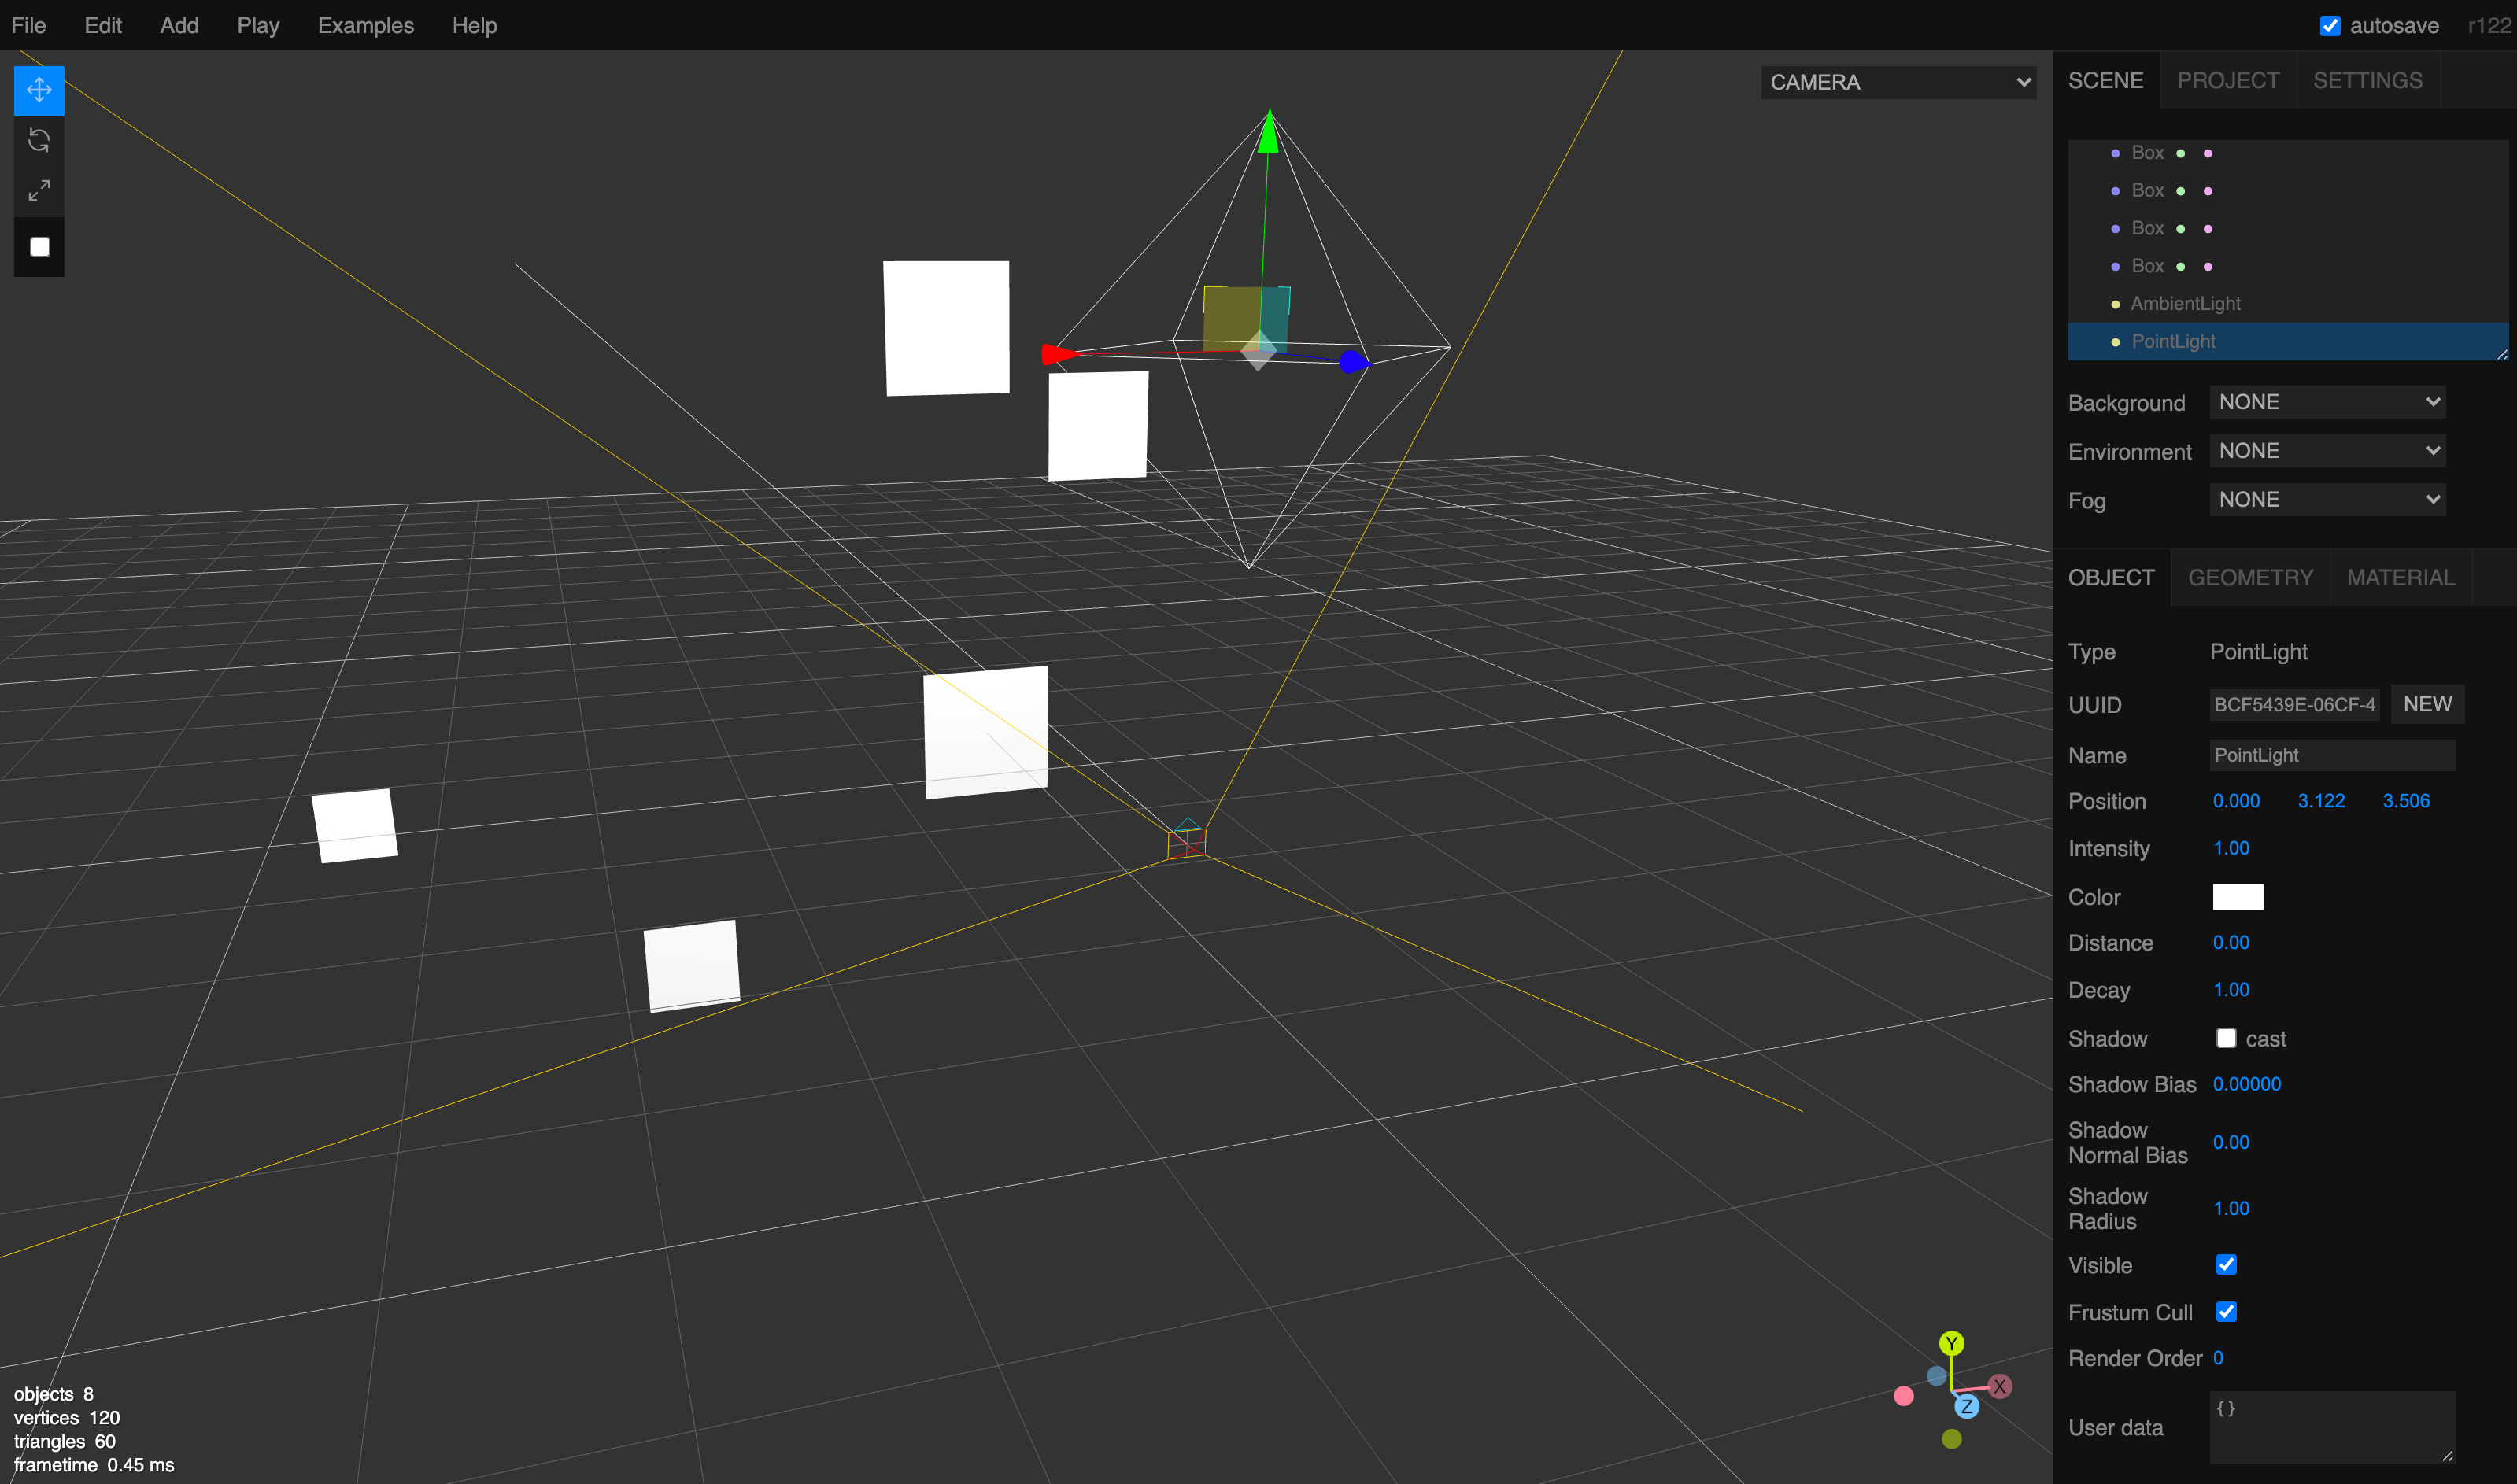 File Edit Add Play Examples Help autosave r122
CAMERA
SCENE PROJECT SETTINGS
Box
Box
Box
Box
AmbientLight
PointLight
Background NONE
Environment NONE
Fog NONE
OBJECT GEOMETRY MATERIAL
Type PointLight
UUID BCF5439E-06CF-4 NEW
Name PointLight
Position 0.000 3.122 3.506
Intensity 1.00
Color
Distance 0.00
Decay 1.00
Shadow cast
Shadow Bias 0.00000
Shadow
Normal Bias 0.00
Shadow
Radius 1.00
Visible
Frustum Cull
Render Order 0
User data {}
Y
X
Z
objects 8
vertices 120
triangles 60
frametime 0.45 ms